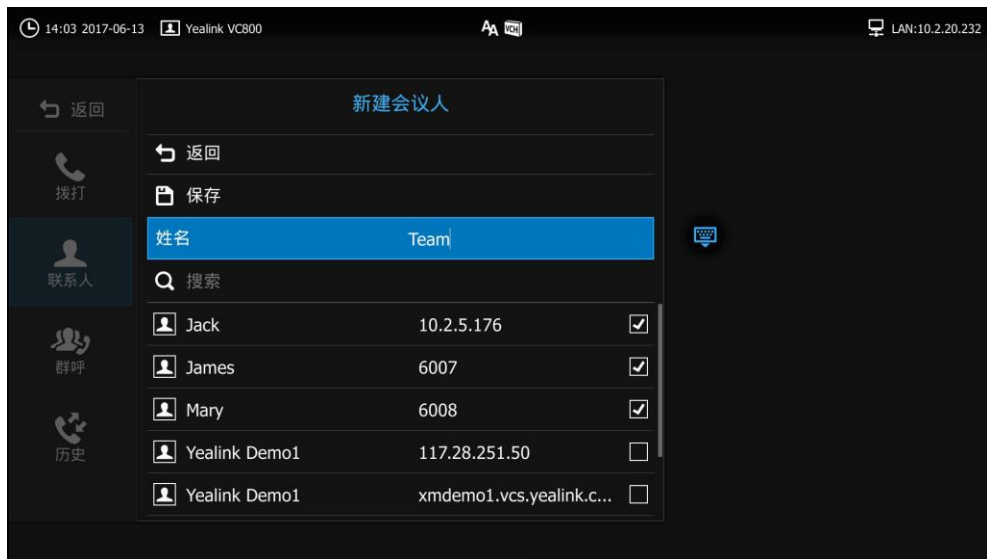 14:03 2017-06-13 Yealink VC800 AA VCH LAN:10.2.20.232
新建会议人
返回
返回
保存
拨打
姓名 Team
联系人
搜索
Jack 10.2.5.176
James 6007
群呼
Mary 6008
Yealink Demo1 117.28.251.50
历史
Yealink Demo1 xmdemo1.vcs.yealink.c...